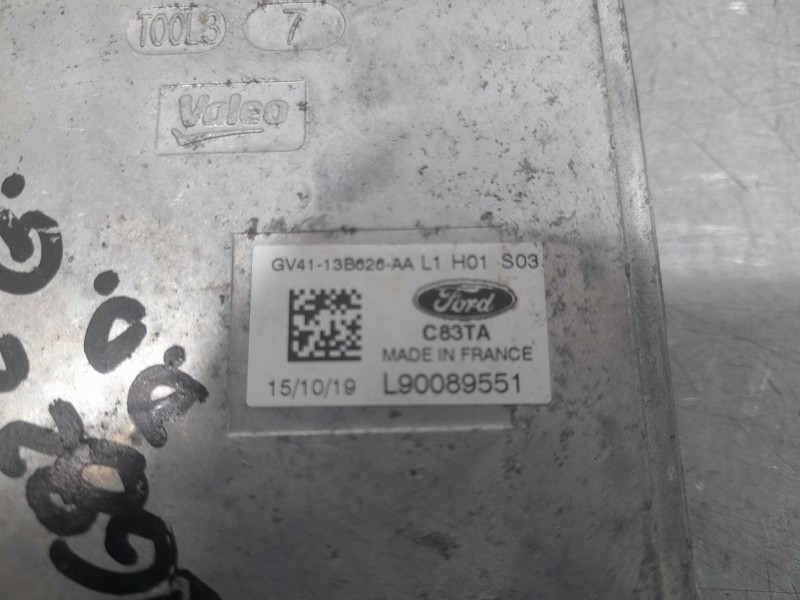 TOOL3 7
Valeo
GV41-13B626-AA L1 H01 S03
Ford
C83TA
MADE IN FRANCE
15/10/19 L90089551